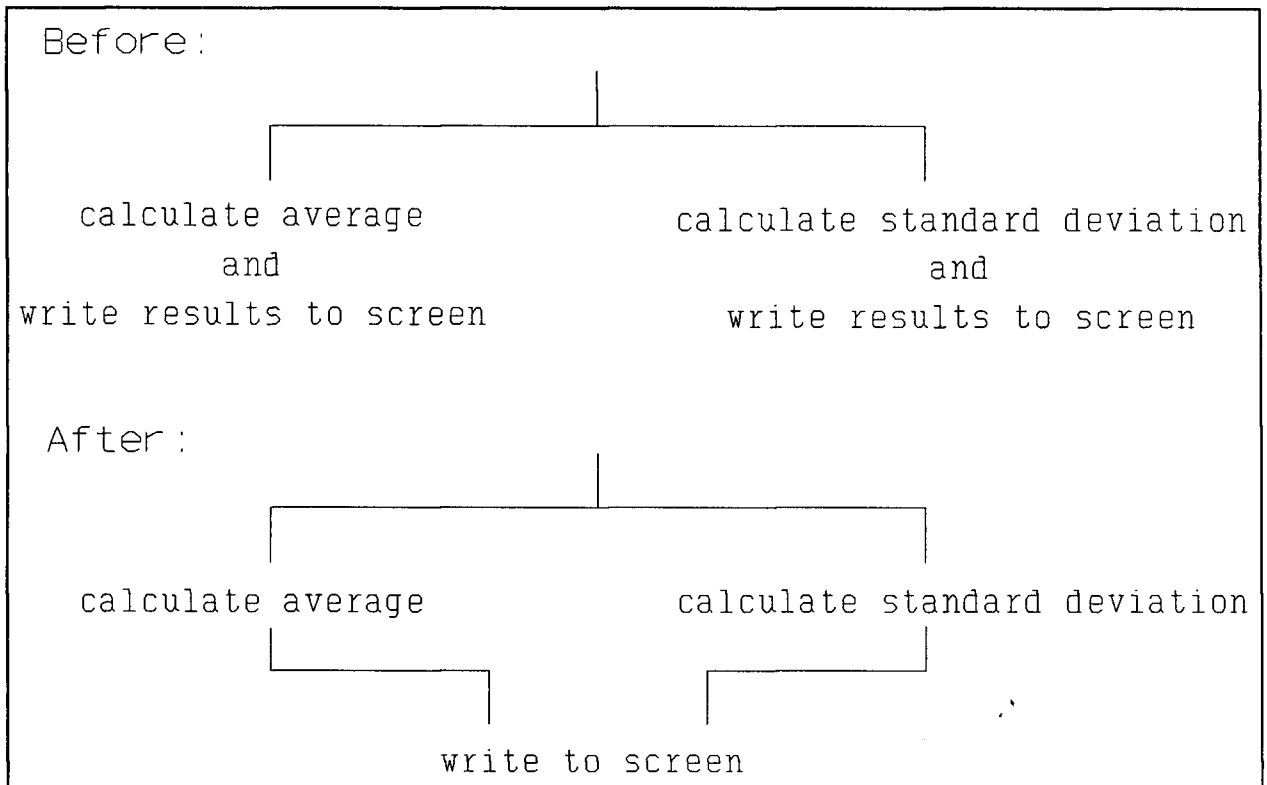 Before:
calculate average
and
write results to screen
calculate standard deviation
and
write results to screen
After:
calculate average
calculate standard deviation
write to screen